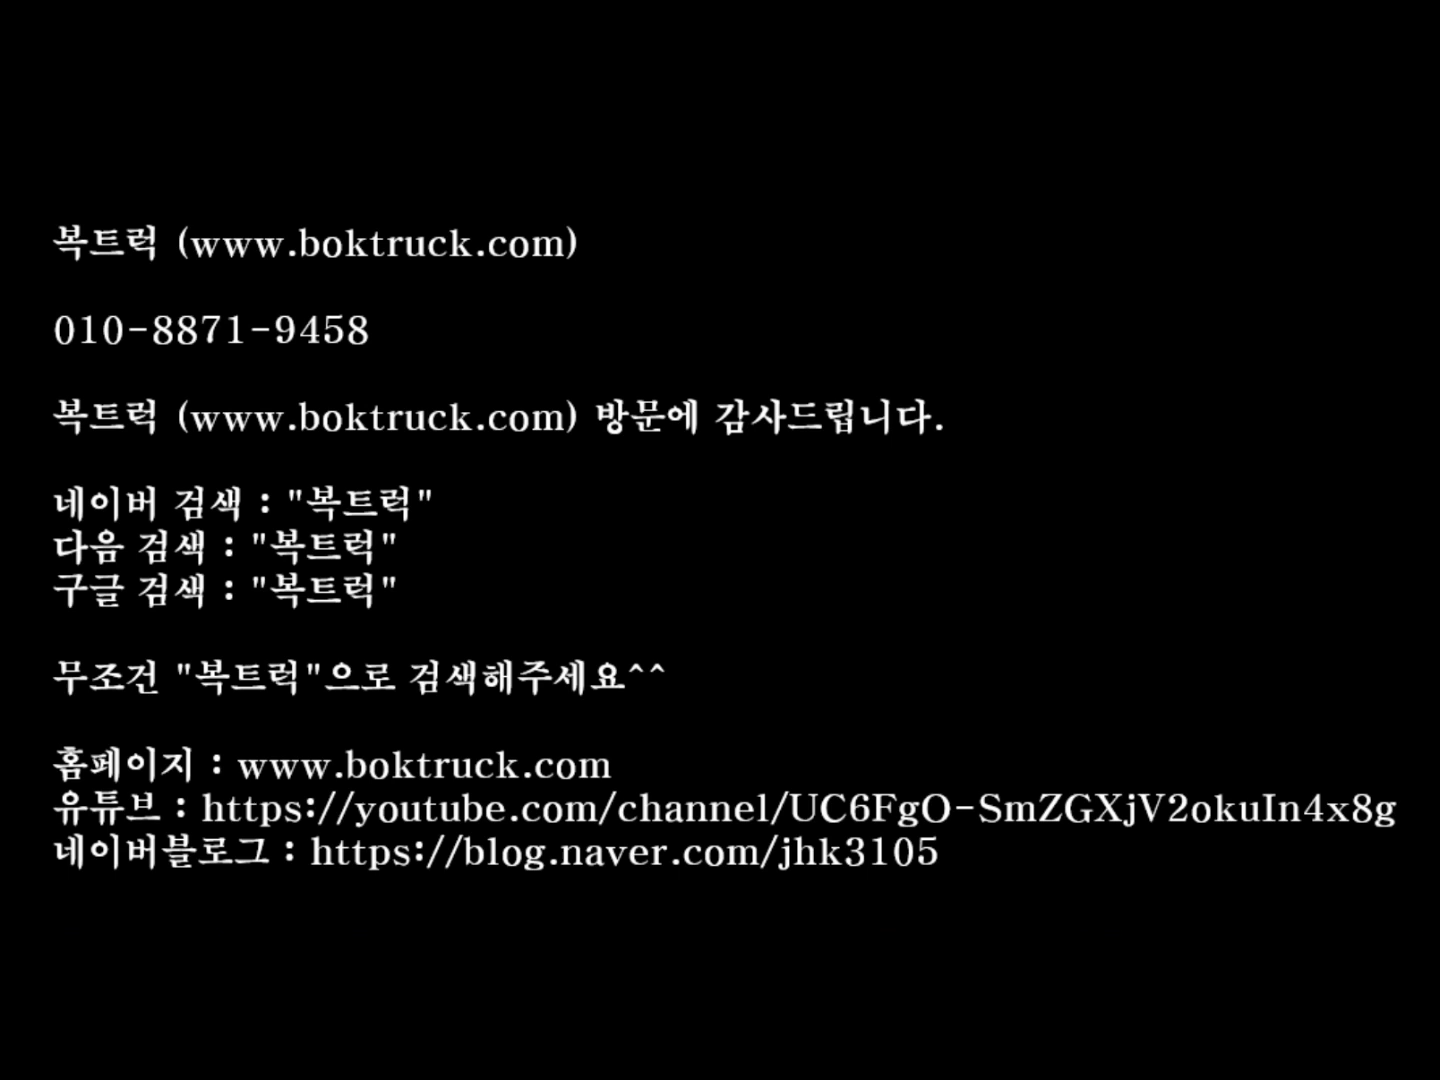 복트럭 (www.boktruck.com)
010-8871-9458
복트럭 (www.boktruck.com) 방문에 감사드립니다.
네이버 검색 : "복트럭"
다음 검색 : "복트럭"
구글 검색 : "복트럭"
무조건 "복트럭"으로 검색해주세요^^
홈페이지 : www.boktruck.com
유튜브 : https://youtube.com/channel/UC6FgO-SmZGXjV2okuIn4x8g
네이버블로그 : https://blog.naver.com/jhk3105